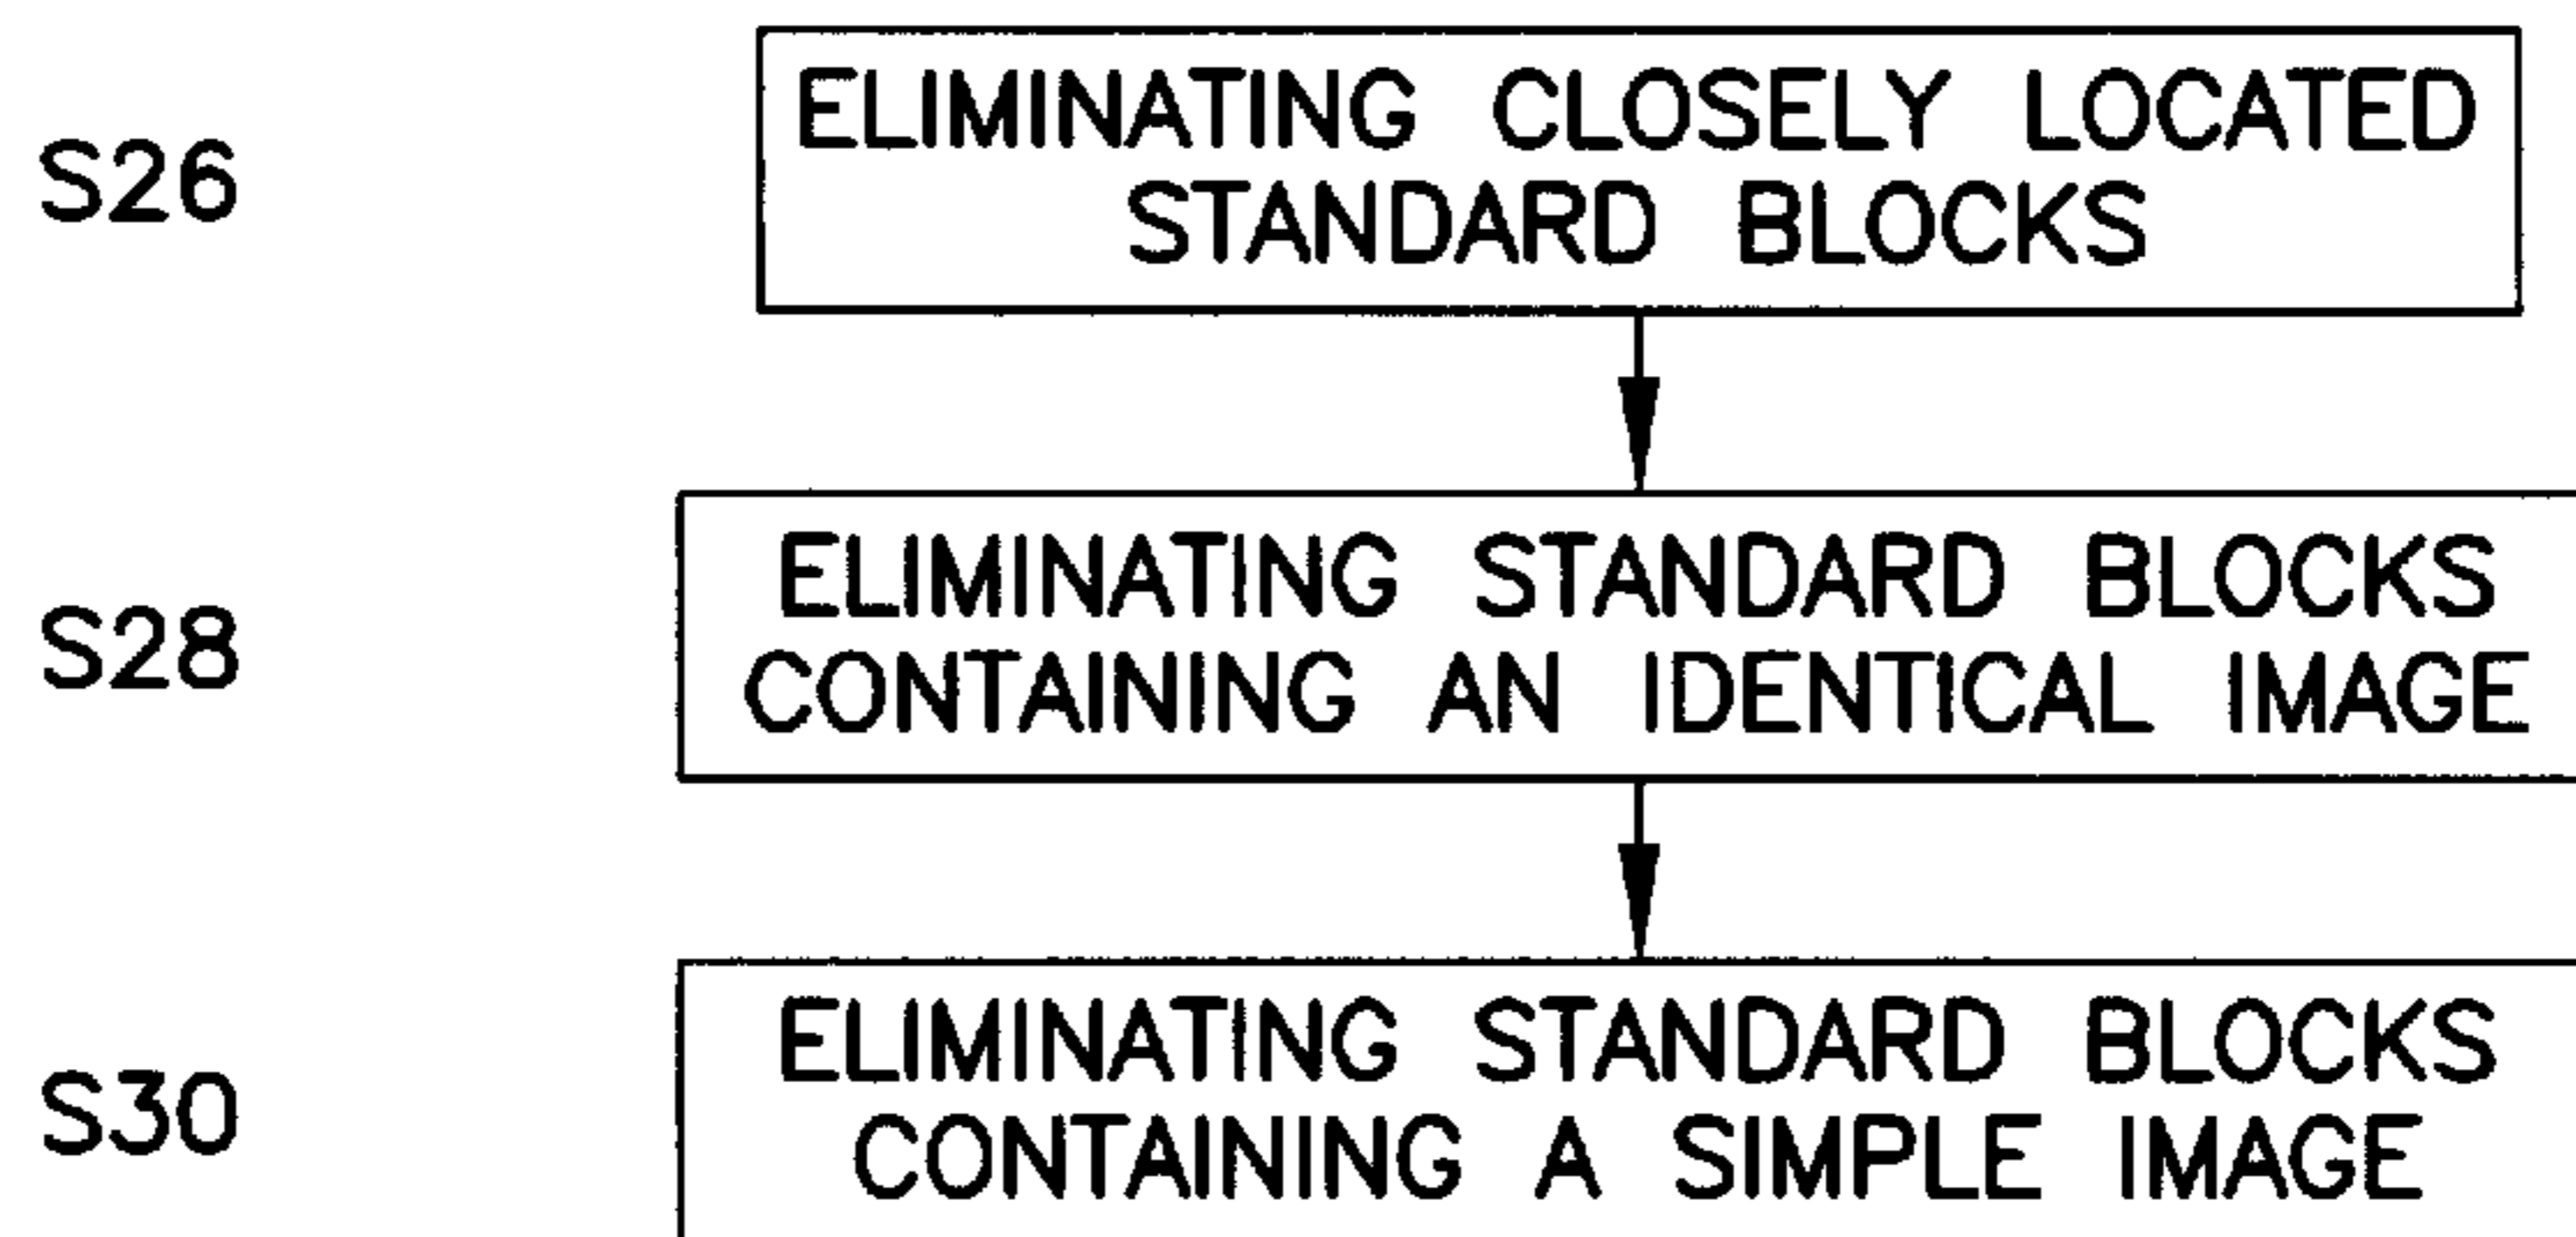 S26
ELIMINATING CLOSELY LOCATED
STANDARD BLOCKS
S28
ELIMINATING STANDARD BLOCKS
CONTAINING AN IDENTICAL IMAGE
S30
ELIMINATING STANDARD BLOCKS
CONTAINING A SIMPLE IMAGE